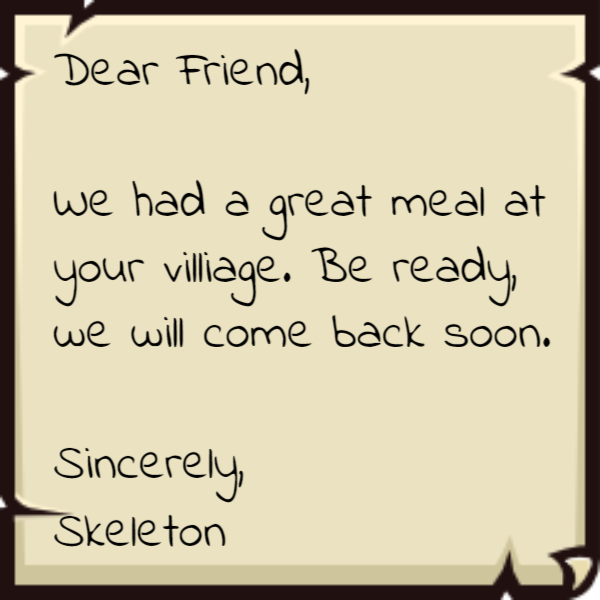 Dear Friend,
we had a great meal at
your villiage. Be ready,
we will come back soon.
Sincerely,
Skeleton